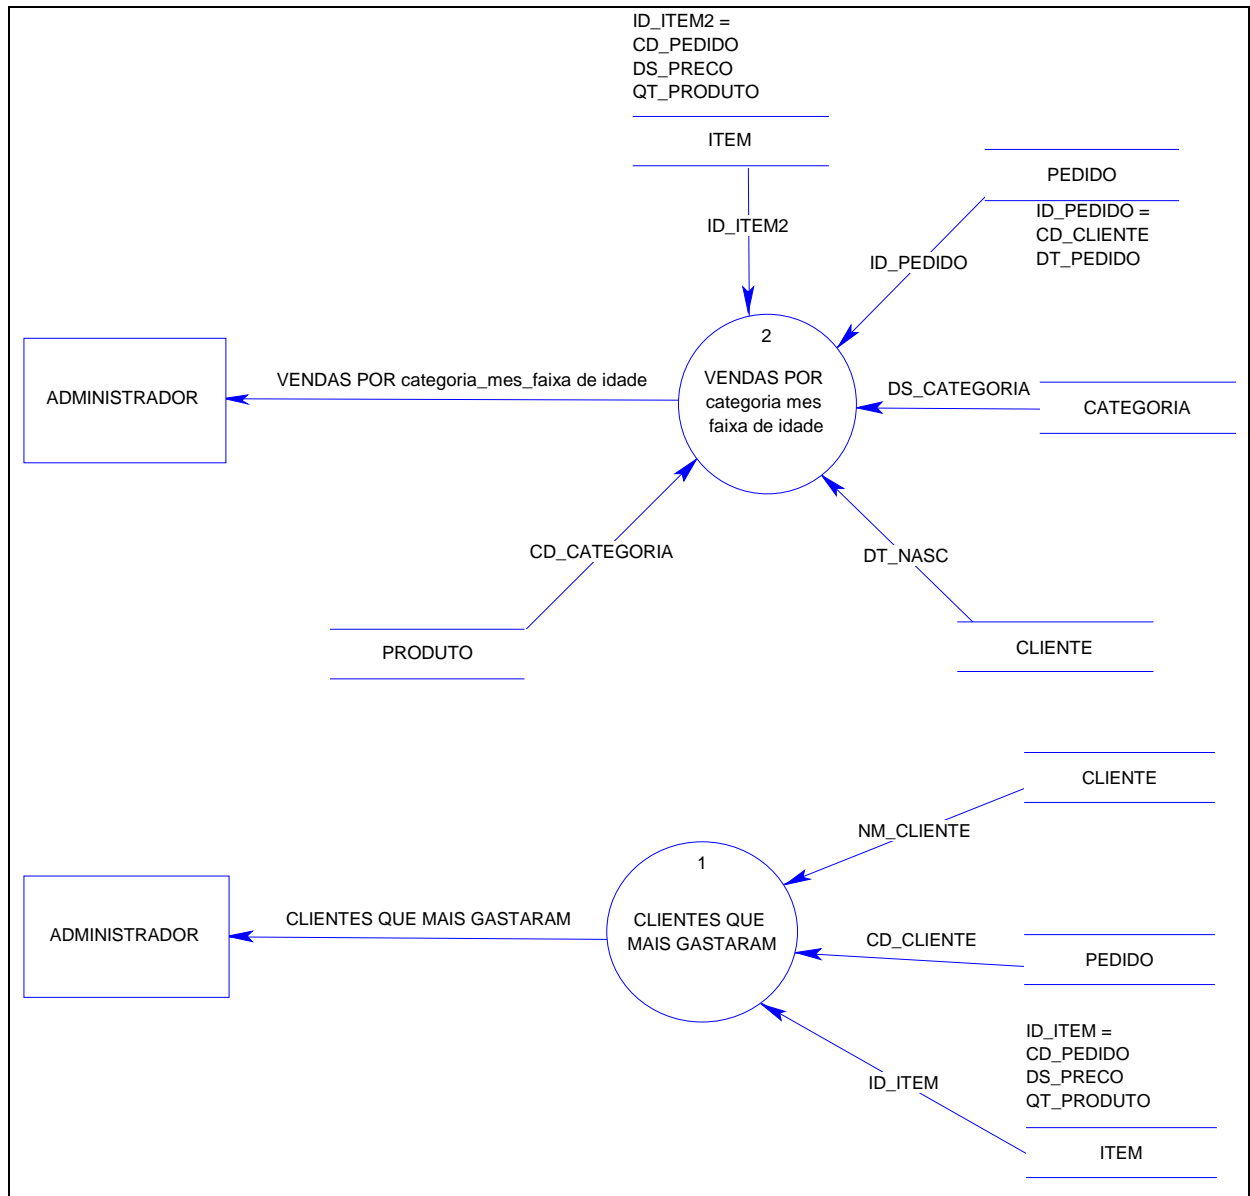 ID_ITEM2 =
CD_PEDIDO
DS_PRECO
QT_PRODUTO
ITEM
PEDIDO
ID_PEDIDO =
CD_CLIENTE
DT_PEDIDO
ID_ITEM2
ID_PEDIDO
2
VENDAS POR
categoria mes
faixa de idade
ADMINISTRADOR
VENDAS POR categoria_mes_faixa de idade
DS_CATEGORIA
CATEGORIA
CD_CATEGORIA
DT_NASC
PRODUTO
CLIENTE
CLIENTE
NM_CLIENTE
1
CLIENTES QUE
MAIS GASTARAM
ADMINISTRADOR
CLIENTES QUE MAIS GASTARAM
CD_CLIENTE
PEDIDO
ID_ITEM =
CD_PEDIDO
DS_PRECO
QT_PRODUTO
ID_ITEM
ITEM